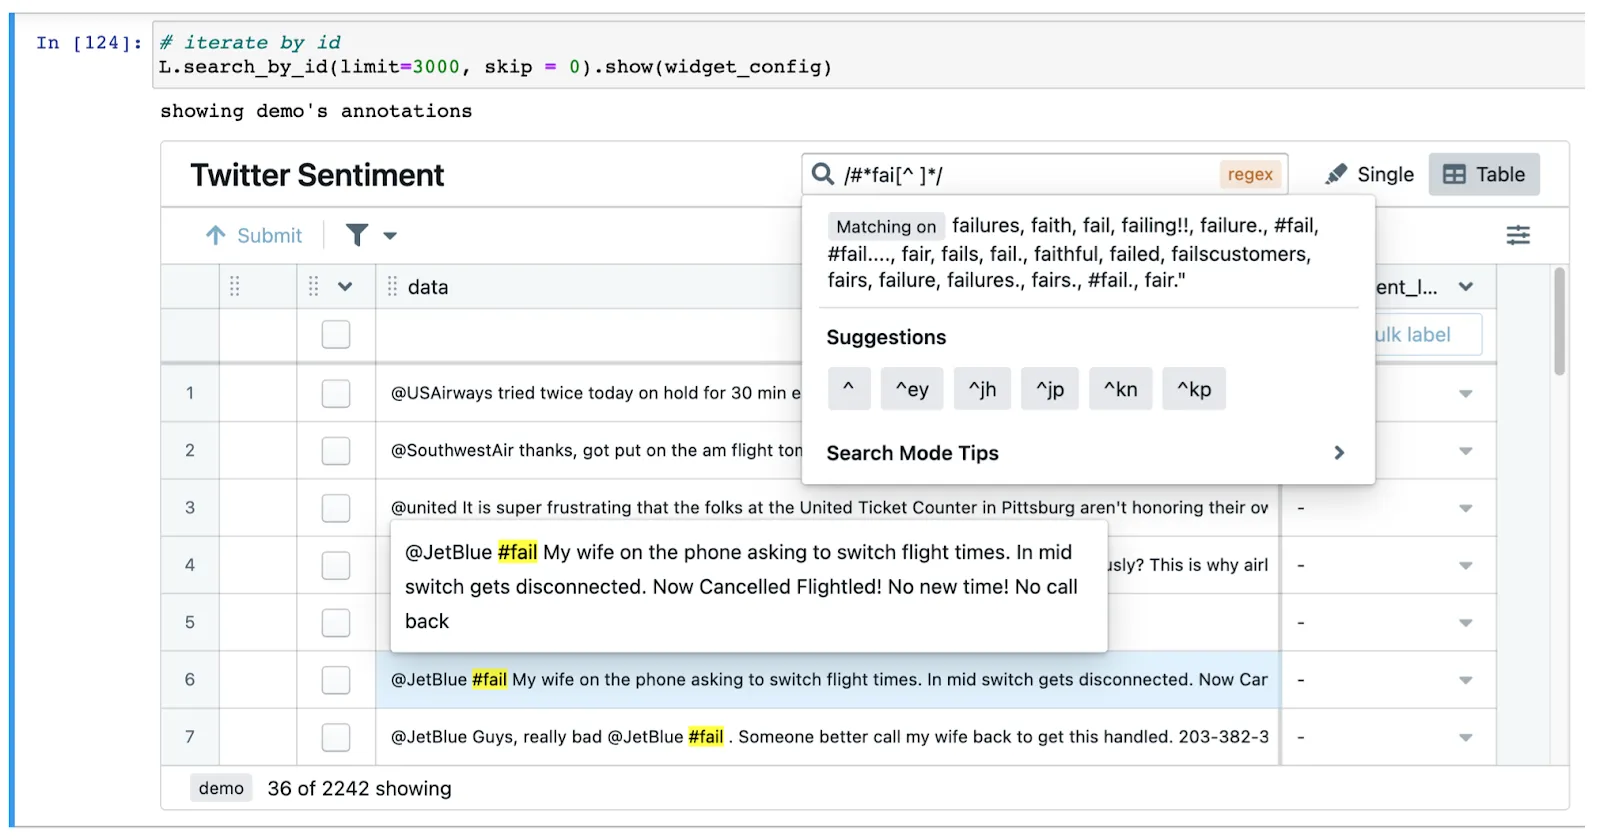 In [124]:
# iterate by id
L.search_by_id(limit=3000, skip = 0).show(widget_config)
showing demo's annotations
Twitter Sentiment
/#*fai[^ ]*/
regex
Single
Table
Matching on failures, faith, fail, failing!!, failure., #fail,
#fail...., fair, fails, fail., faithful, failed, failscustomers,
fairs, failure, failures., fairs., #fail., fair."
Suggestions
^ ^ey ^jh ^jp ^kn ^kp
Search Mode Tips
Submit
data
ent_l...
ulk label
1 @USAirways tried twice today on hold for 30 min e
2 @SouthwestAir thanks, got put on the am flight tom
3 @united It is super frustrating that the folks at the United Ticket Counter in Pittsburg aren't honoring their ov -
@JetBlue #fail My wife on the phone asking to switch flight times. In mid
switch gets disconnected. Now Cancelled Flightled! No new time! No call
back
4 usly? This is why airl -
5 -
6 @JetBlue #fail My wife on the phone asking to switch flight times. In mid switch gets disconnected. Now Car -
7 @JetBlue Guys, really bad @JetBlue #fail . Someone better call my wife back to get this handled. 203-382-3 -
demo 36 of 2242 showing